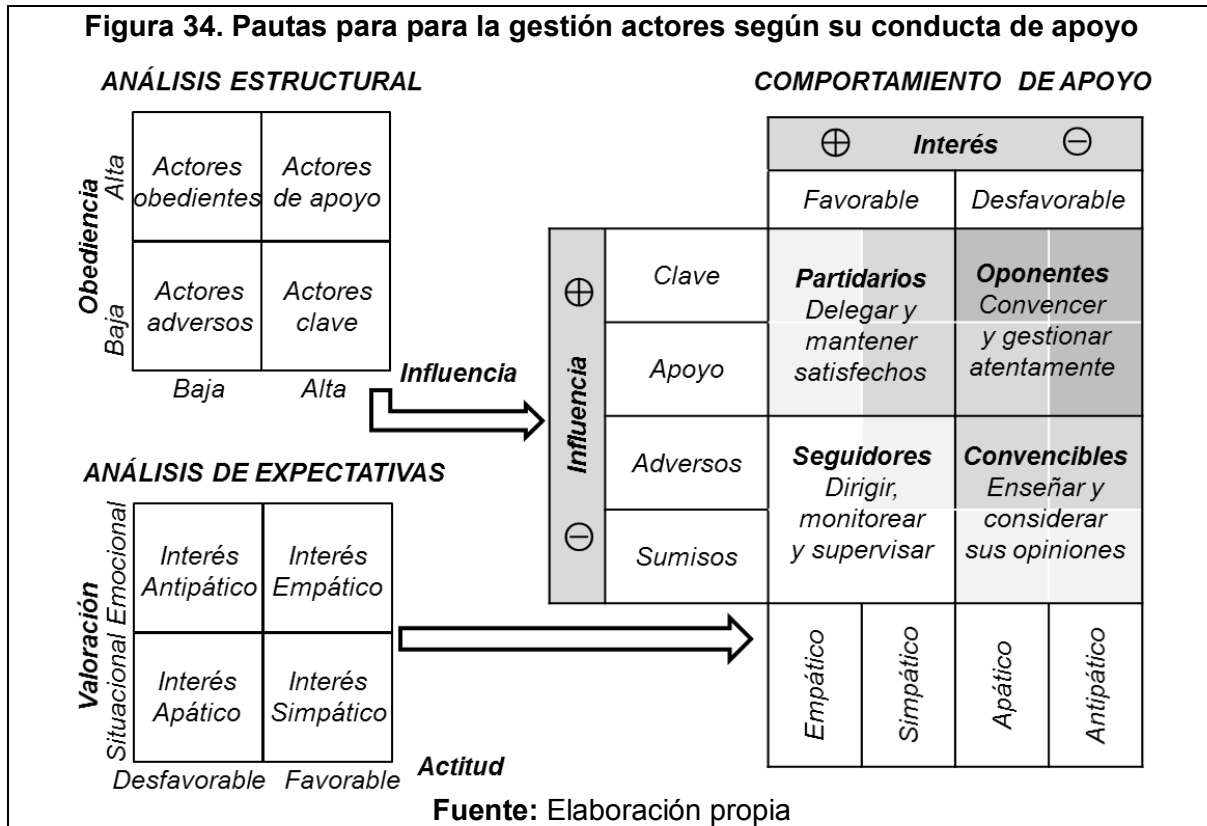 Figura 34. Pautas para para la gestión actores según su conducta de apoyo
ANÁLISIS ESTRUCTURAL
Obediencia
Alta
Baja
Actores
obedientes
Actores
de apoyo
Actores
adversos
Actores
clave
Baja
Alta
Influencia
ANÁLISIS DE EXPECTATIVAS
Valoración
Situacional Emocional
Interés
Antipático
Interés
Empático
Interés
Apático
Interés
Simpático
Desfavorable
Favorable
Actitud
COMPORTAMIENTO DE APOYO
⊕ Interés ⊖
Favorable
Desfavorable
⊕
Influencia
⊖
Clave
Apoyo
Adversos
Sumisos
Partidarios
Delegar y
mantener
satisfechos
Oponentes
Convencer
y gestionar
atentamente
Seguidores
Dirigir,
monitorear
y supervisar
Convencibles
Enseñar y
considerar
sus opiniones
Empático
Simpático
Apático
Antipático
Fuente: Elaboración propia